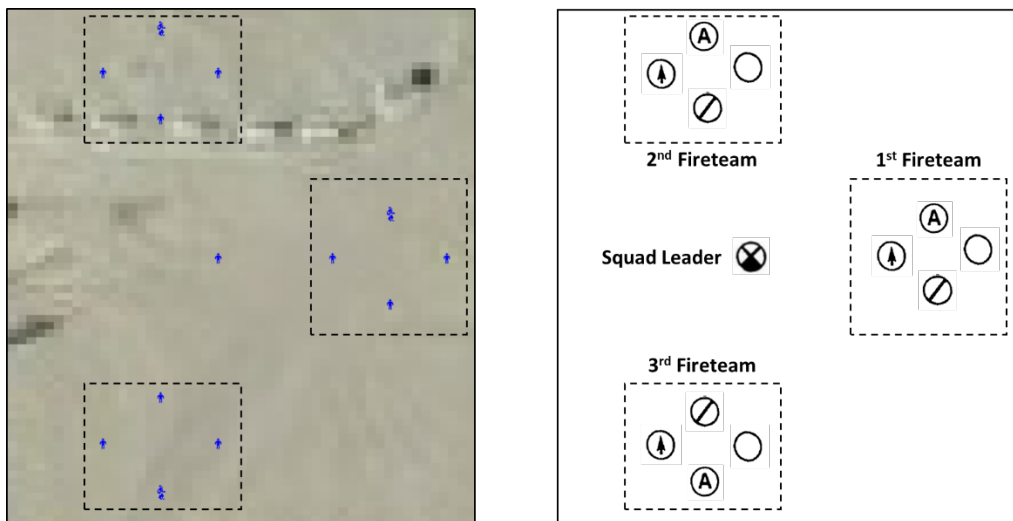 A
2nd Fireteam
1st Fireteam
A
Squad Leader
3rd Fireteam
A